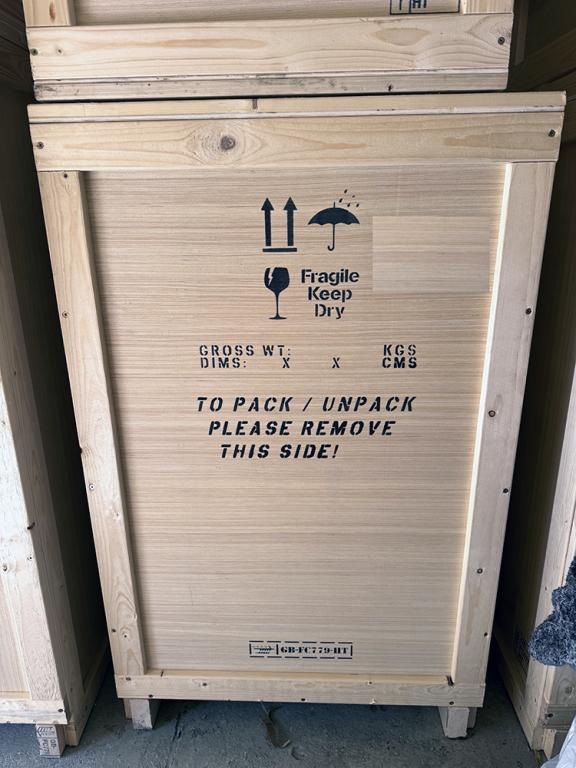 Fragile
Keep
Dry
GROSS WT: KGS
DIMS: X X CMS
TO PACK / UNPACK
PLEASE REMOVE
THIS SIDE!
GB-FC779-HT